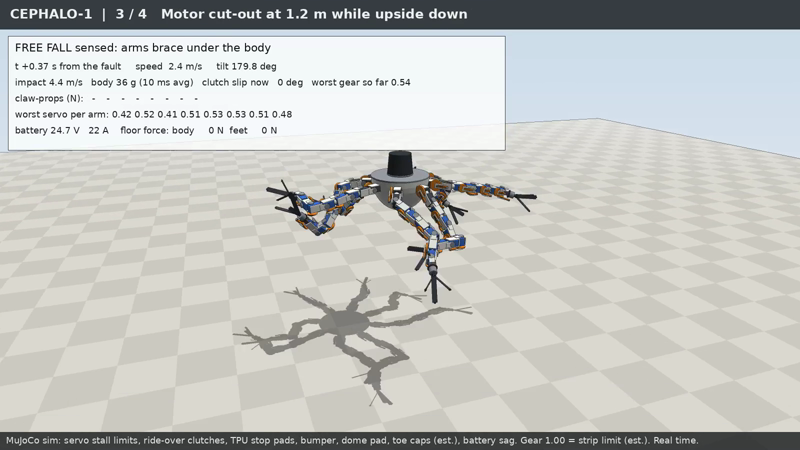 CEPHALO-1 | 3 / 4 Motor cut-out at 1.2 m while upside down
FREE FALL sensed: arms brace under the body
t +0.37 s from the fault speed 2.4 m/s tilt 179.8 deg
impact 4.4 m/s body 36 g (10 ms avg) clutch slip now 0 deg worst gear so far 0.54
claw-props (N): - - - - - - - -
worst servo per arm: 0.42 0.52 0.41 0.51 0.53 0.53 0.51 0.48
battery 24.7 V 22 A floor force: body 0 N feet 0 N
MuJoCo sim: servo stall limits, ride-over clutches, TPU stop pads, bumper, dome pad, toe caps (est.), battery sag. Gear 1.00 = strip limit (est.). Real time.